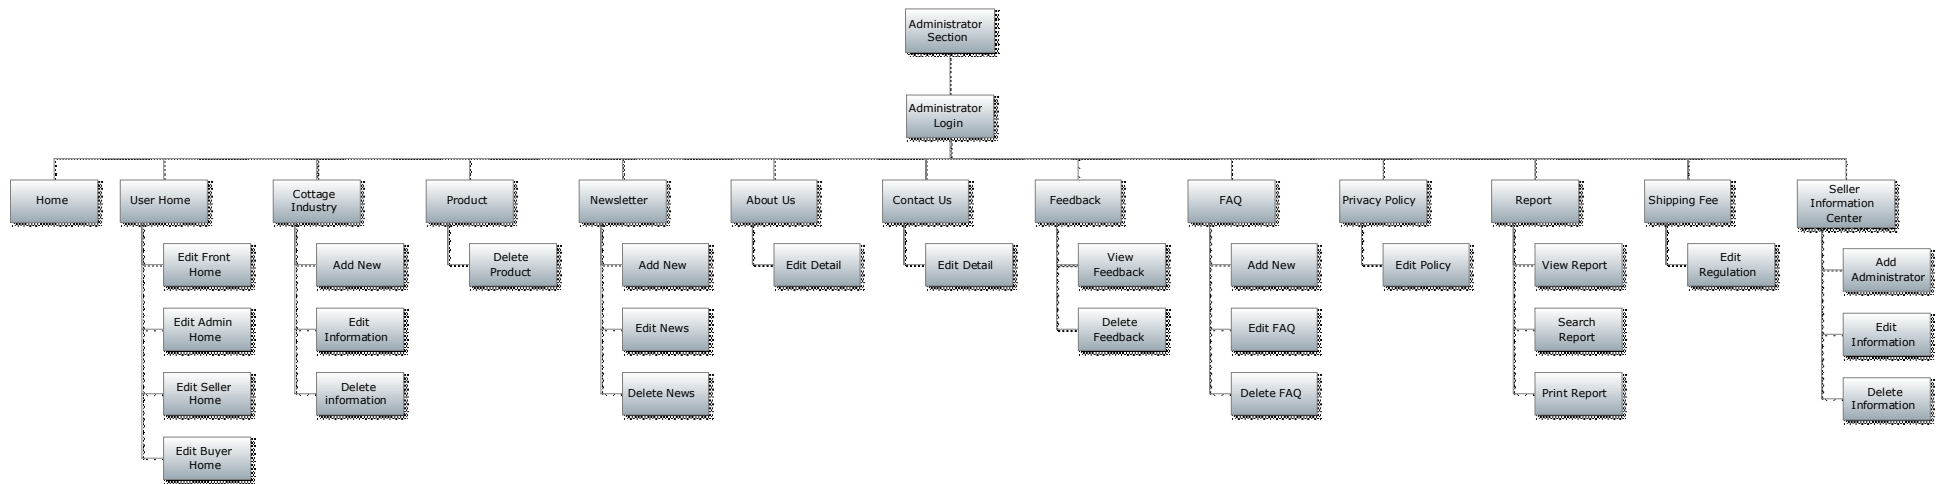 Administrator
Section
Administrator
Login
Home
User Home
Cottage
Industry
Product
Newsletter
About Us
Contact Us
Feedback
FAQ
Privacy Policy
Report
Shipping Fee
Seller
Information
Center
Edit Front
Home
Edit Admin
Home
Edit Seller
Home
Edit Buyer
Home
Add New
Edit
Information
Delete
information
Delete
Product
Add New
Edit News
Delete News
Edit Detail
Edit Detail
View
Feedback
Delete
Feedback
Add New
Edit FAQ
Delete FAQ
Edit Policy
View Report
Search
Report
Print Report
Edit
Regulation
Add
Administrator
Edit
Information
Delete
Information